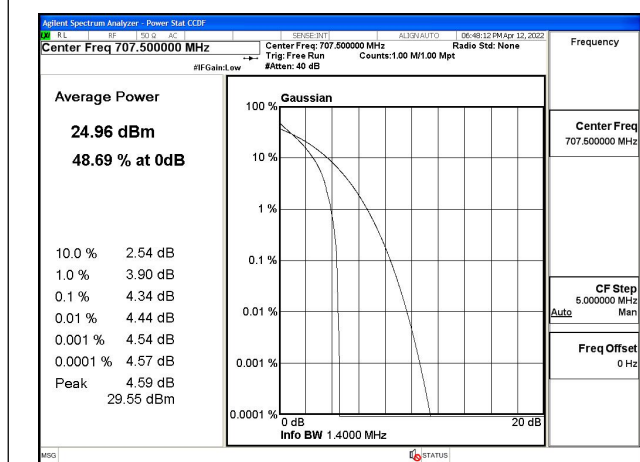 Agilent Spectrum Analyzer - Power Stat CCDF
RL RF 50 Ω AC SENSE:INT ALIGN AUTO 06:48:12 PM Apr 12, 2022
Center Freq 707.500000 MHz
Center Freq: 707.500000 MHz Radio Std: None
Trig: Free Run Counts:1.00 M/1.00 Mpt
#IFGain:Low #Atten: 40 dB
Average Power
24.96 dBm
48.69 % at 0dB
10.0 % 2.54 dB
1.0 % 3.90 dB
0.1 % 4.34 dB
0.01 % 4.44 dB
0.001 % 4.54 dB
0.0001 % 4.57 dB
Peak 4.59 dB
29.55 dBm
Gaussian
100 %
10 %
1 %
0.1 %
0.01 %
0.001 %
0.0001 %
0 dB 20 dB
Info BW 1.4000 MHz
Frequency
Center Freq
707.500000 MHz
CF Step
5.000000 MHz
Auto Man
Freq Offset
0 Hz
MSG STATUS